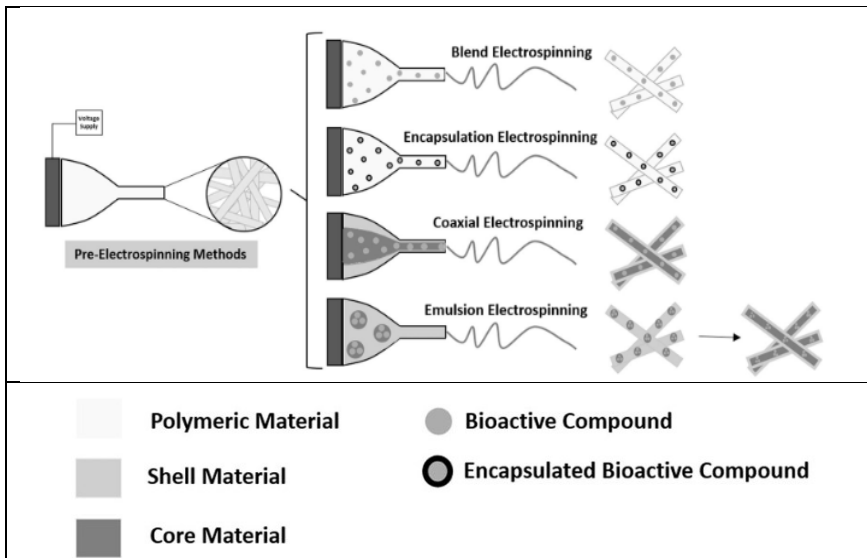 Voltage
supply
Pre-Electrospinning Methods
Blend Electrospinning
Encapsulation Electrospinning
Coaxial Electrospinning
Emulsion Electrospinning
Polymeric Material
Bioactive Compound
Shell Material
Encapsulated Bioactive Compound
Core Material